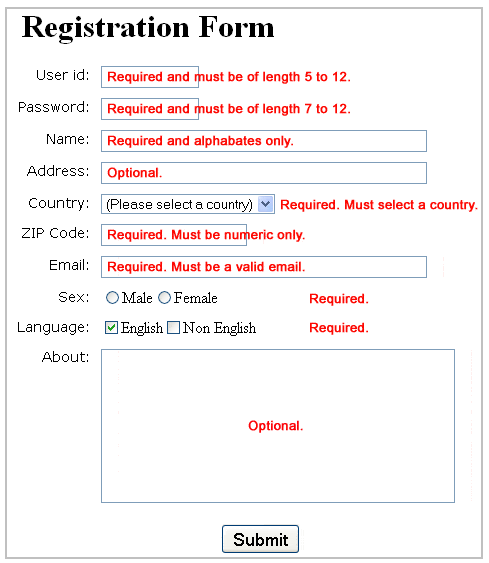 Registration Form
User id: Required and must be of length 5 to 12.
Password: Required and must be of length 7 to 12.
Name: Required and alphabates only.
Address: Optional.
Country: (Please select a country) Required. Must select a country.
ZIP Code: Required. Must be numeric only.
Email: Required. Must be a valid email.
Sex: Male Female Required.
Language: English Non English Required.
About:
Optional.
Submit